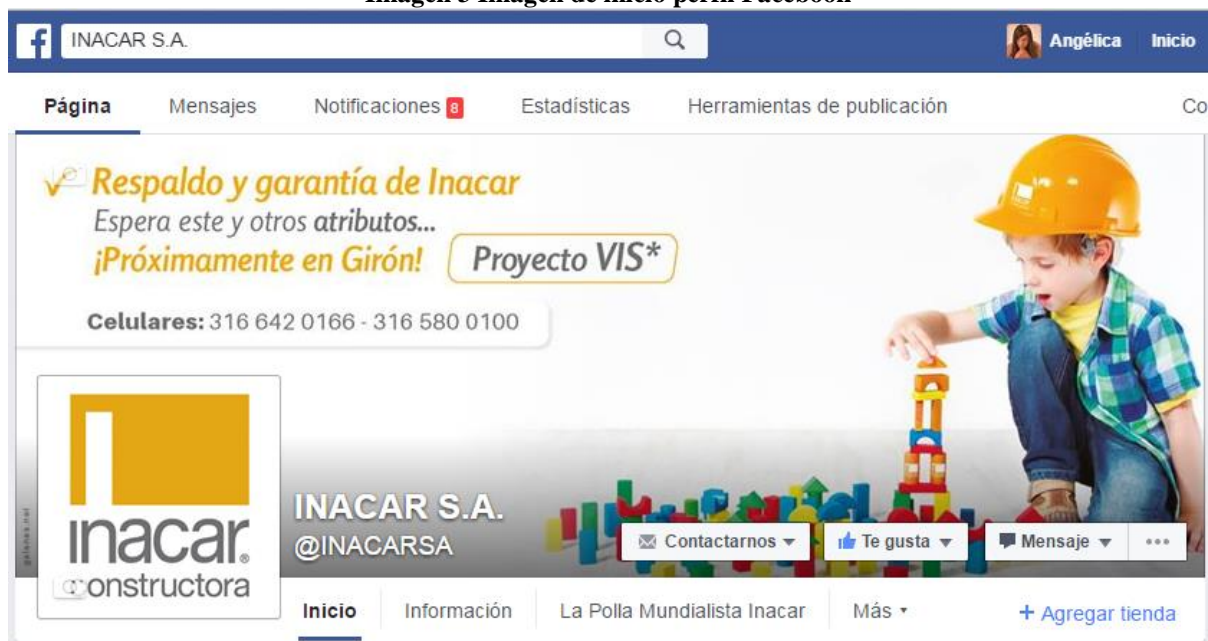 Imagen 3 Imagen de inicio perfil Facebook
INACAR S.A.
Angélica Inicio
Página Mensajes Notificaciones 8 Estadísticas Herramientas de publicación Co
Respaldo y garantía de Inacar
Espera este y otros atributos...
¡Próximamente en Girón! Proyecto VIS*
Celulares: 316 642 0166 - 316 580 0100
inacar
constructora
INACAR S.A.
@INACARSA
Contactarnos Te gusta Mensaje
Inicio Información La Polla Mundialista Inacar Más + Agregar tienda